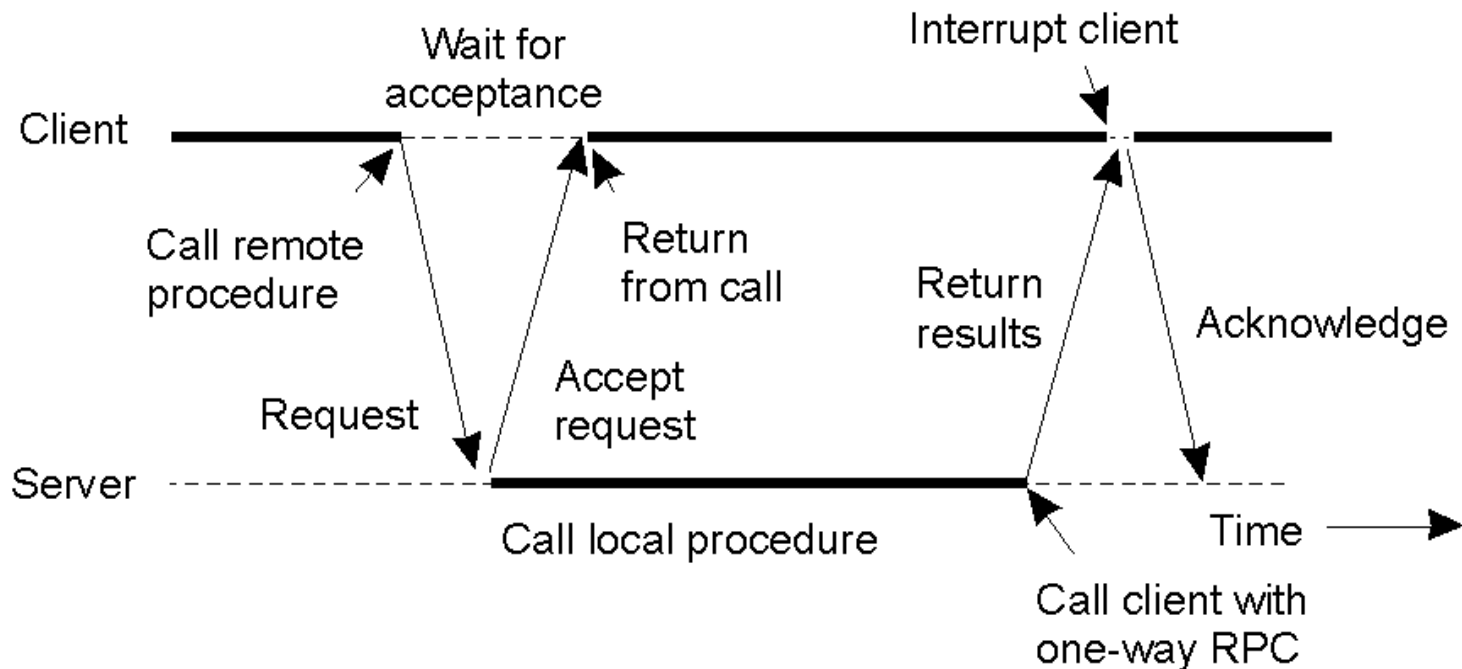 Interrupt client
Wait for
acceptance
Client
Call remote
procedure
Return
from call
Return
results
Acknowledge
Request
Accept
request
Server
Call local procedure
Time
Call client with
one-way RPC